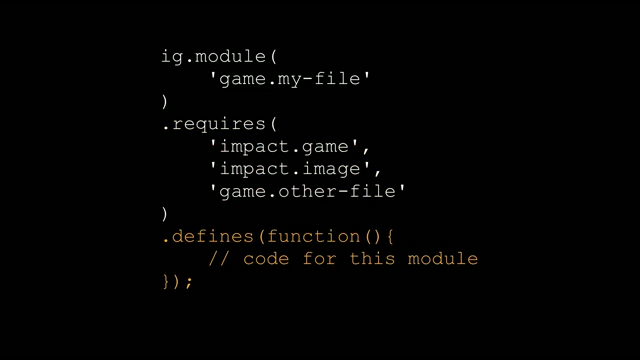 ig.module(
    'game.my-file'
)
.requires(
    'impact.game',
    'impact.image',
    'game.other-file'
)
.defines(function(){
    // code for this module
});